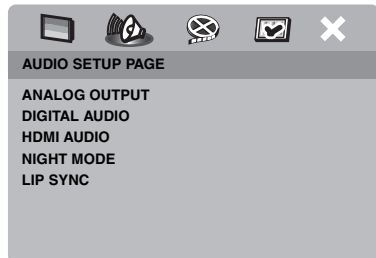 AUDIO SETUP PAGE
ANALOG OUTPUT
DIGITAL AUDIO
HDMI AUDIO
NIGHT MODE
LIP SYNC